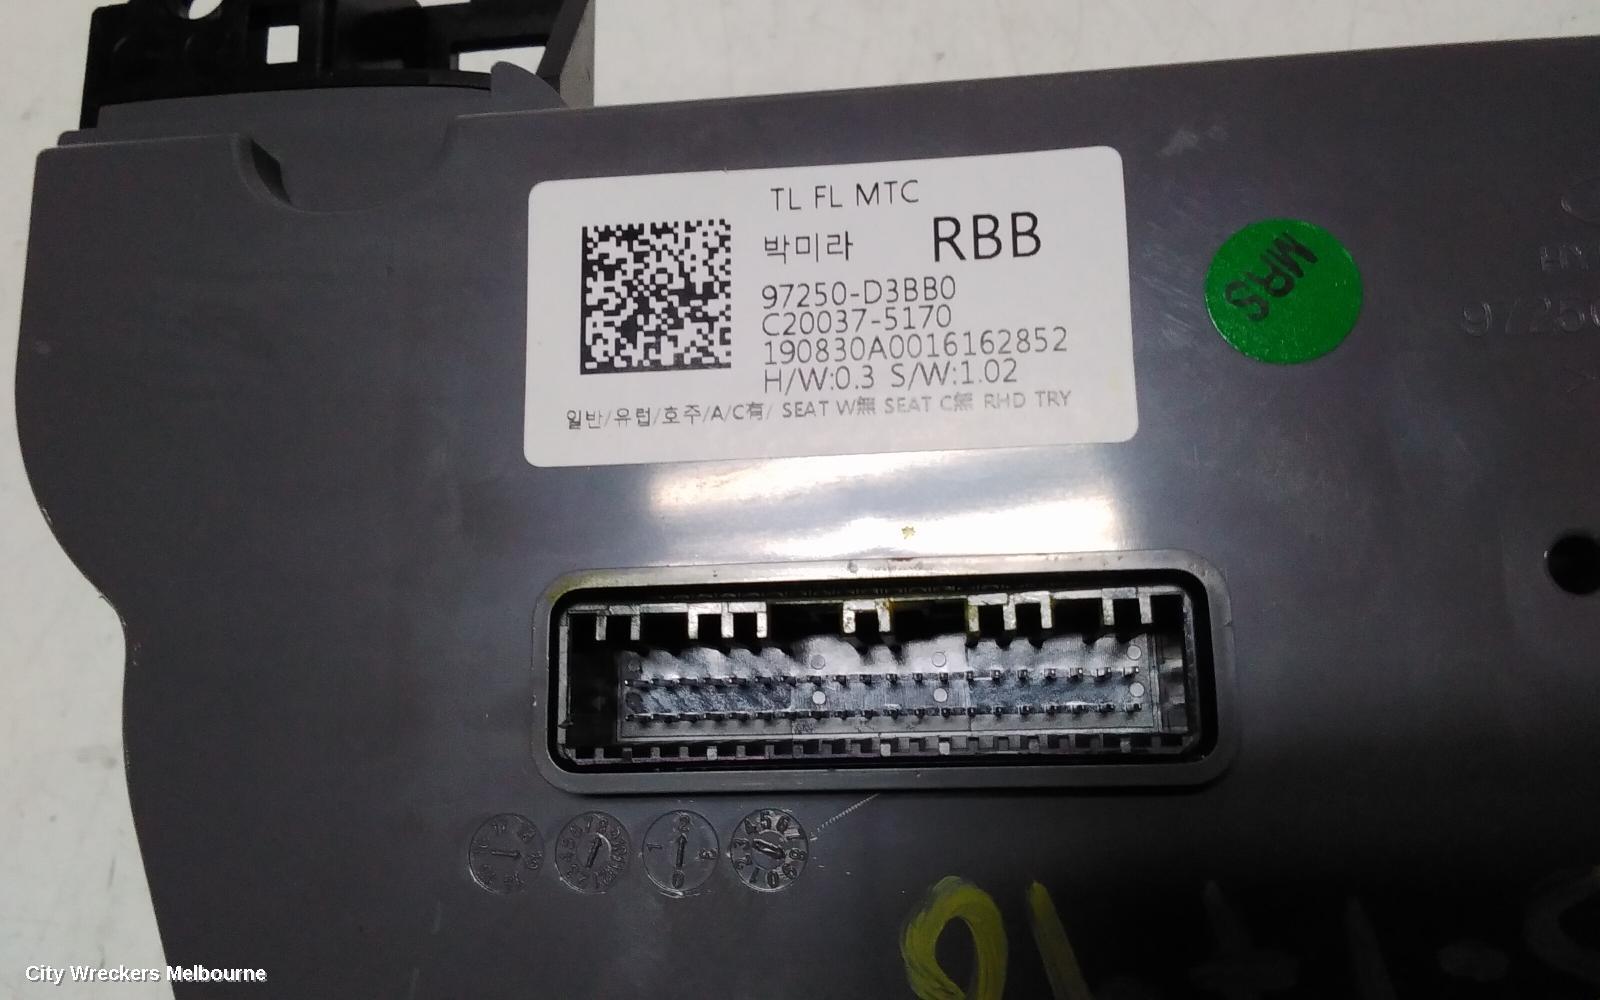 TL FL MTC
박미라 RBB
97250-D3BB0
C20037-5170
190830A0016162852
H/W:0.3 S/W:1.02
일반/유럽/호주/A/C有/ SEAT W無 SEAT C無 RHD TRY
MRS
97250
City Wreckers Melbourne